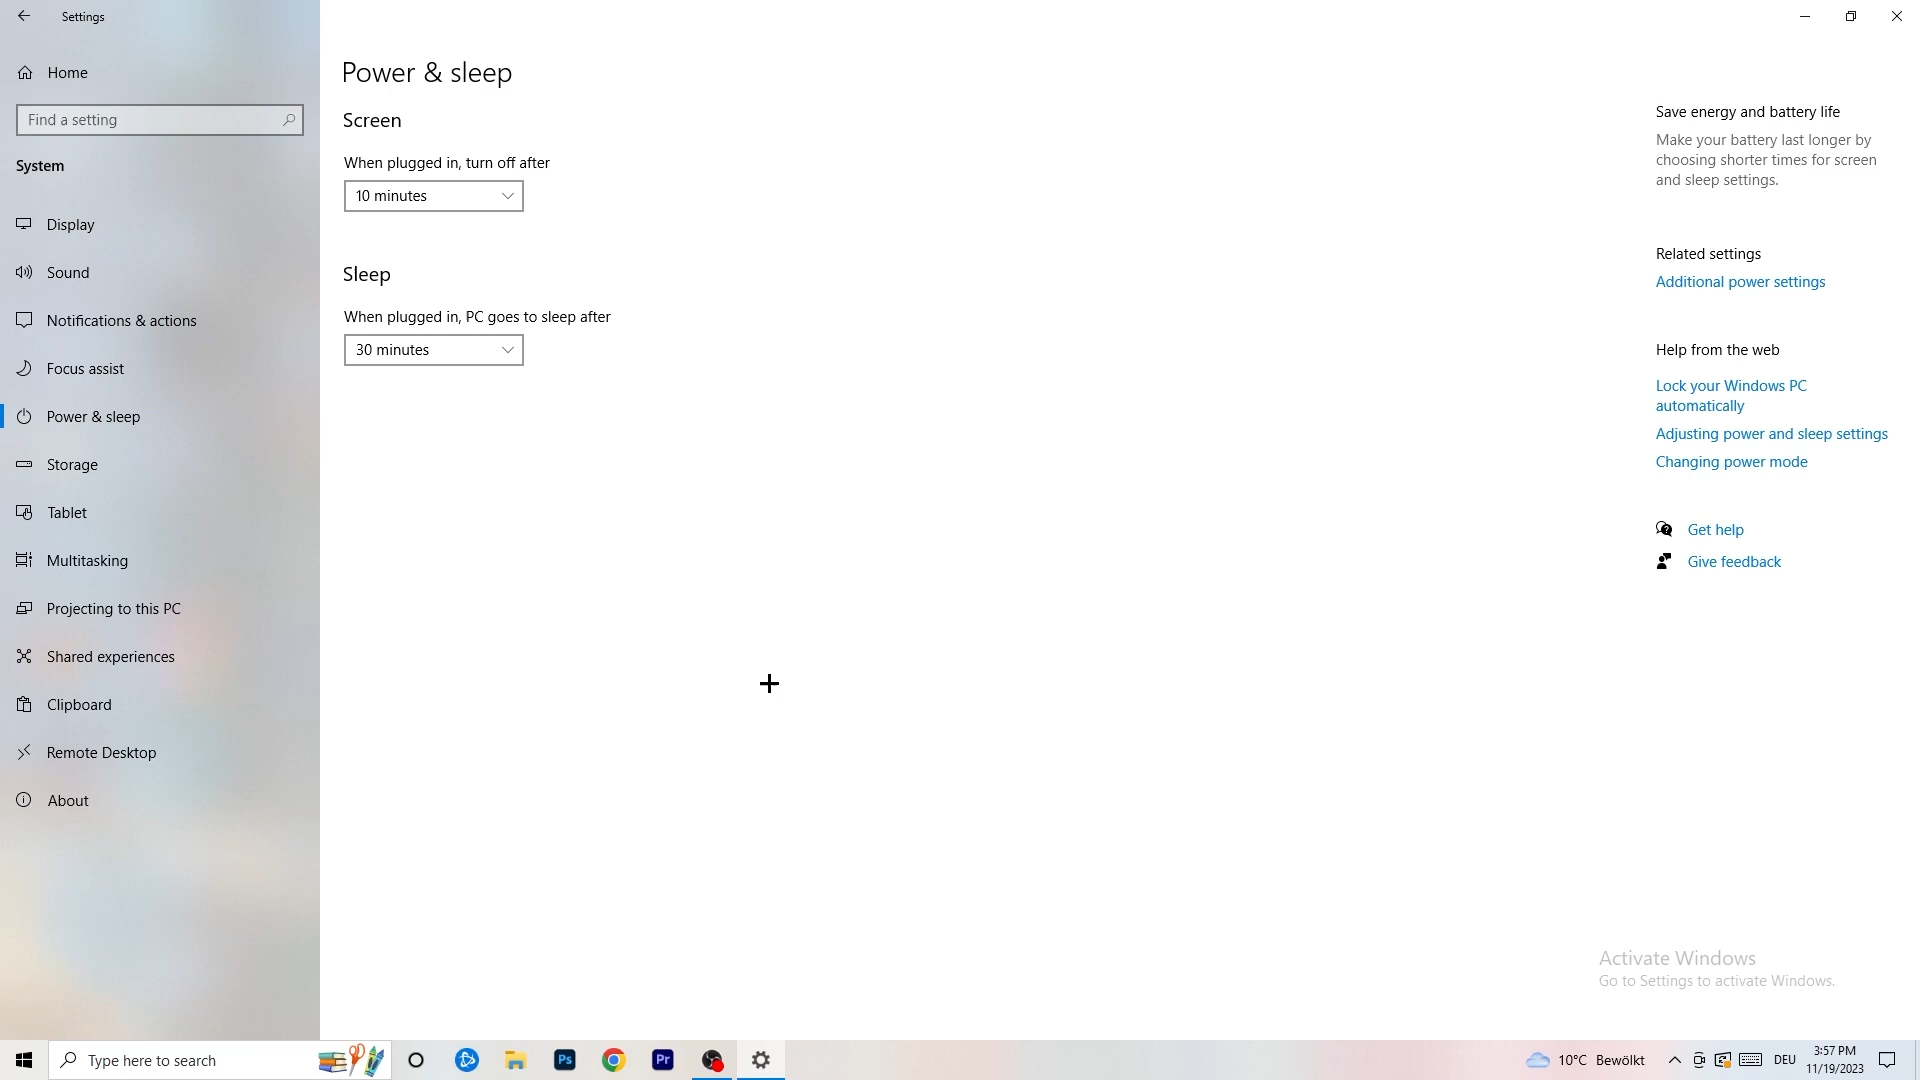 Settings
Home
Find a setting
System
Display
Sound
Notifications & actions
Focus assist
Power & sleep
Storage
Tablet
Multitasking
Projecting to this PC
Shared experiences
Clipboard
Remote Desktop
About
Power & sleep
Screen
When plugged in, turn off after
10 minutes
Sleep
When plugged in, PC goes to sleep after
30 minutes
Save energy and battery life
Make your battery last longer by
choosing shorter times for screen
and sleep settings.
Related settings
Additional power settings
Help from the web
Lock your Windows PC
automatically
Adjusting power and sleep settings
Changing power mode
Get help
Give feedback
Activate Windows
Go to Settings to activate Windows.
Type here to search
Ps
Pr
10°C Bewölkt
DEU
3:57 PM
11/19/2023